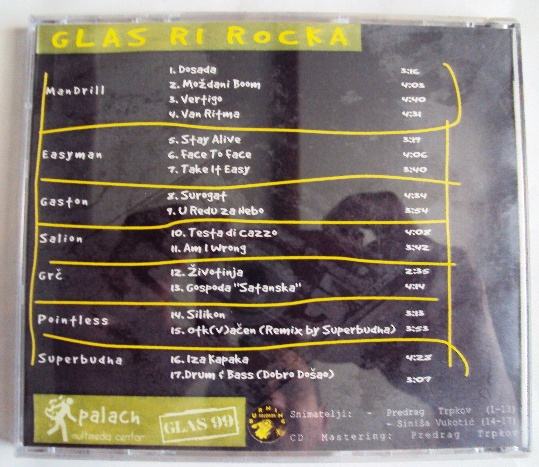 GLAS RI ROCKA
ManDrill
1. Dosada 3:16
2. Moždani Boom 4:03
3. Vertigo 4:40
4. Van Ritma 4:31
Easyman
5. Stay Alive 3:17
6. Face To Face 4:06
7. Take It Easy 3:40
Gaston
8. Surogat 4:34
9. U Redu za Nebo 3:54
Salion
10. Testa di cazzo 4:08
11. Am I Wrong 3:42
Grč
12. Životinja 2:35
13. Gospoda "Satanska" 4:14
Pointless
14. Silikon 3:13
15. Otk(v)ačen (Remix by Superbudha) 3:53
Superbudha
16. Iza Kapaka 4:23
17. Drum & Bass (Dobro Došao) 3:07
palach
multimedia centar
GLAS 99
Snimatelji: - Predrag Trpkov (1-13)
- Siniša Vukotić (14-17)
CD Mastering: Predrag Trpkov